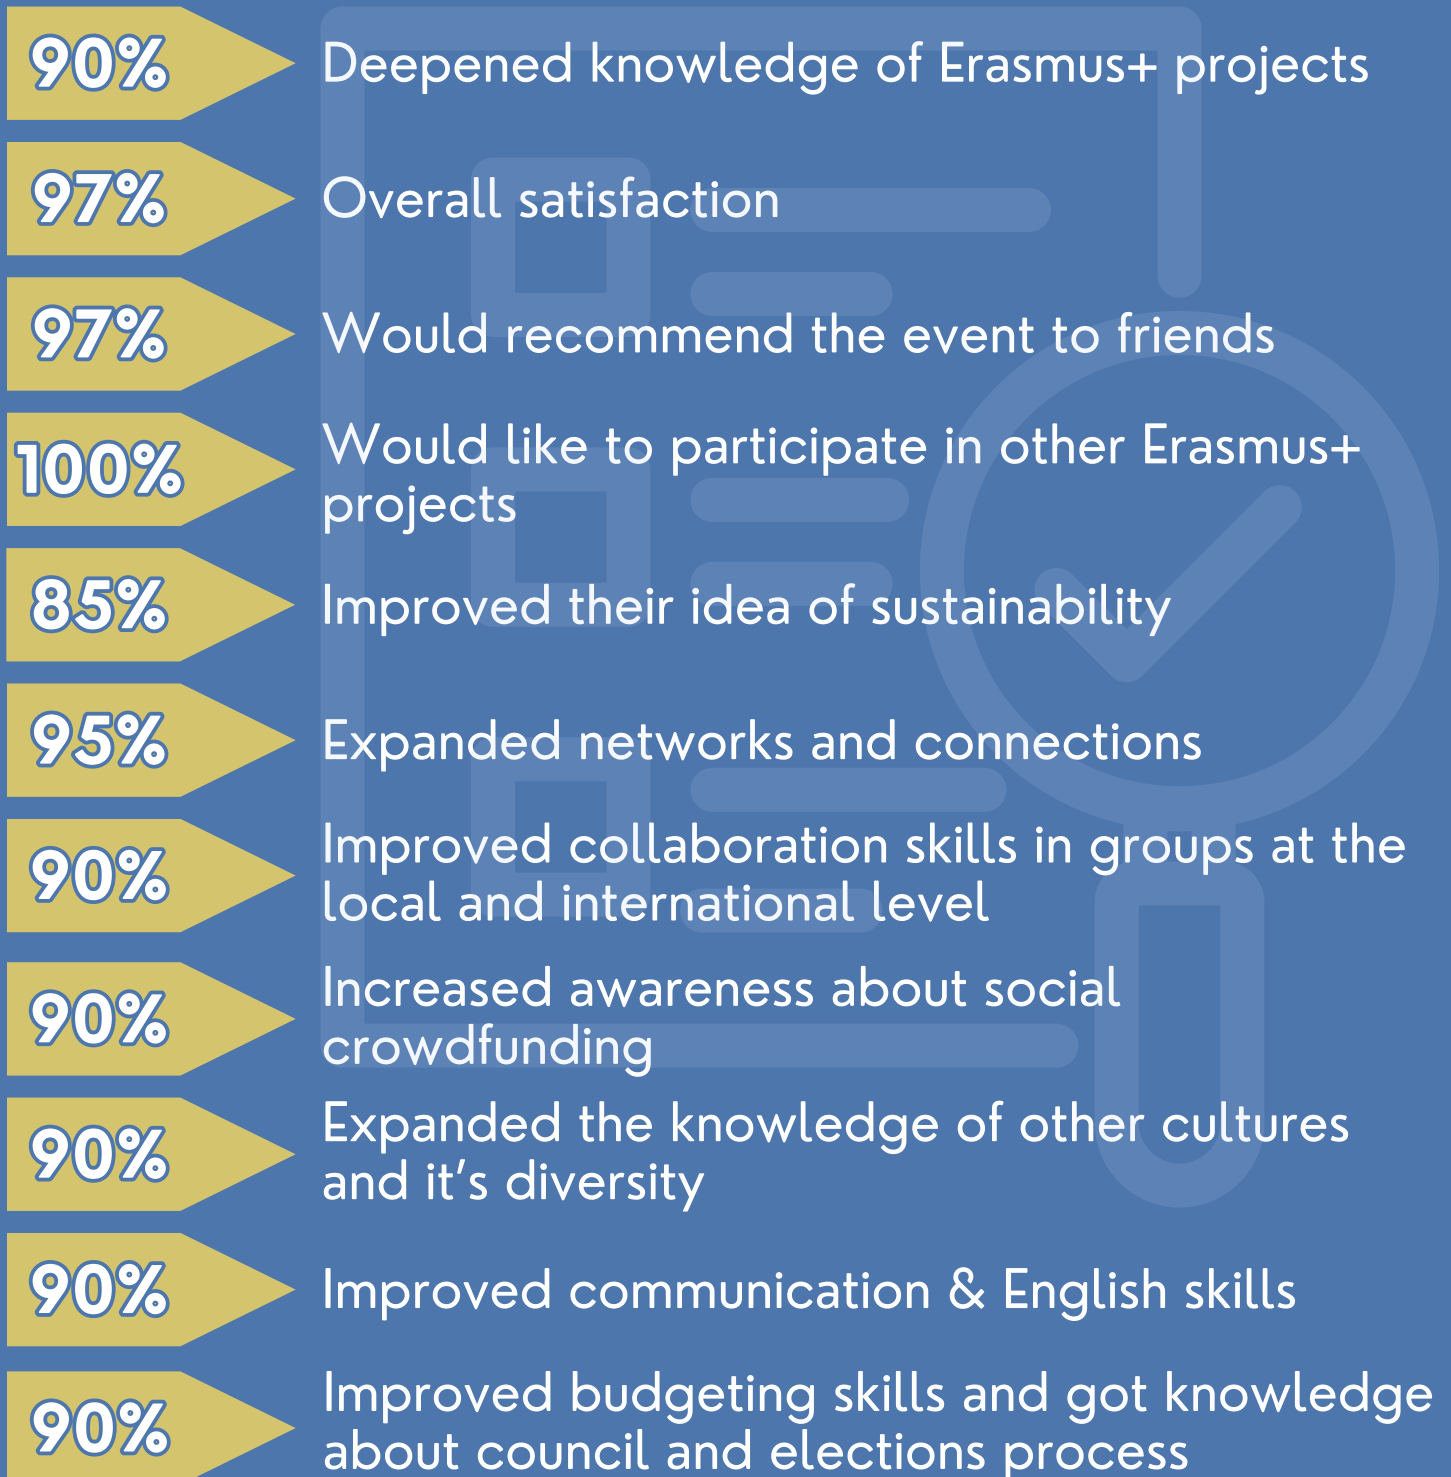 90% Deepened knowledge of Erasmus+ projects
97% Overall satisfaction
97% Would recommend the event to friends
100% Would like to participate in other Erasmus+
projects
85% Improved their idea of sustainability
95% Expanded networks and connections
90% Improved collaboration skills in groups at the
local and international level
90% Increased awareness about social
crowdfunding
90% Expanded the knowledge of other cultures
and it's diversity
90% Improved communication & English skills
90% Improved budgeting skills and got knowledge
about council and elections process